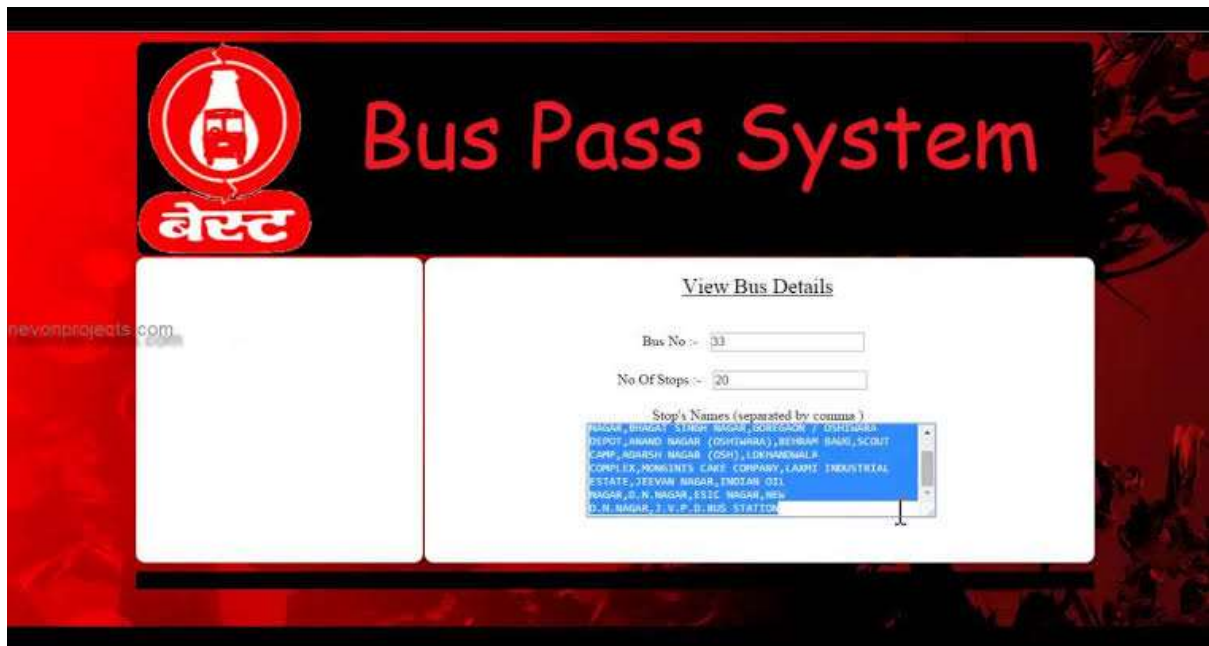 Bus Pass System
बेस्ट
View Bus Details
nevonprojects.com
Bus No :- 33
No Of Stops :- 20
Stop's Names (separated by comma )
NAGAR,BHAGAT SINGH NAGAR,GOREGAON / OSHIWARA
DEPOT,ANAND NAGAR (OSHIWARA),BEHRAM BAUG,SCOUT
CAMP,ADARSH NAGAR (OSH),LOKHANDWALA
COMPLEX,MONGINIS CAKE COMPANY,LAXMI INDUSTRIAL
ESTATE,JEEVAN NAGAR,INDIAN OIL
NAGAR,D.N.NAGAR,ESIC NAGAR,NEW
D.N.NAGAR,J.V.P.D.BUS STATION